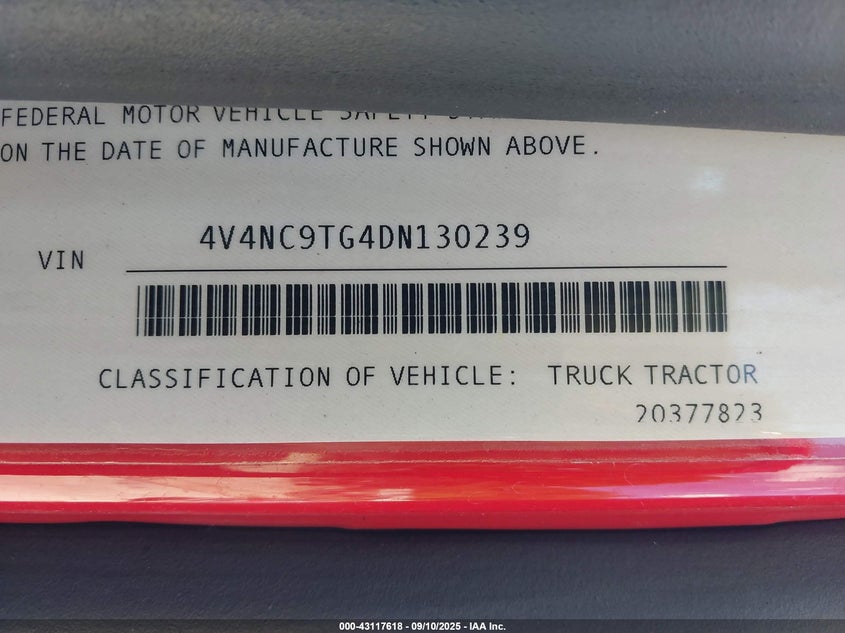 FEDERAL MOTOR VEHICLE SAFETY
ON THE DATE OF MANUFACTURE SHOWN ABOVE.
4V4NC9TG4DN130239
VIN
CLASSIFICATION OF VEHICLE: TRUCK TRACTOR
20377823
000-43117618 - 09/10/2025 - IAA Inc.